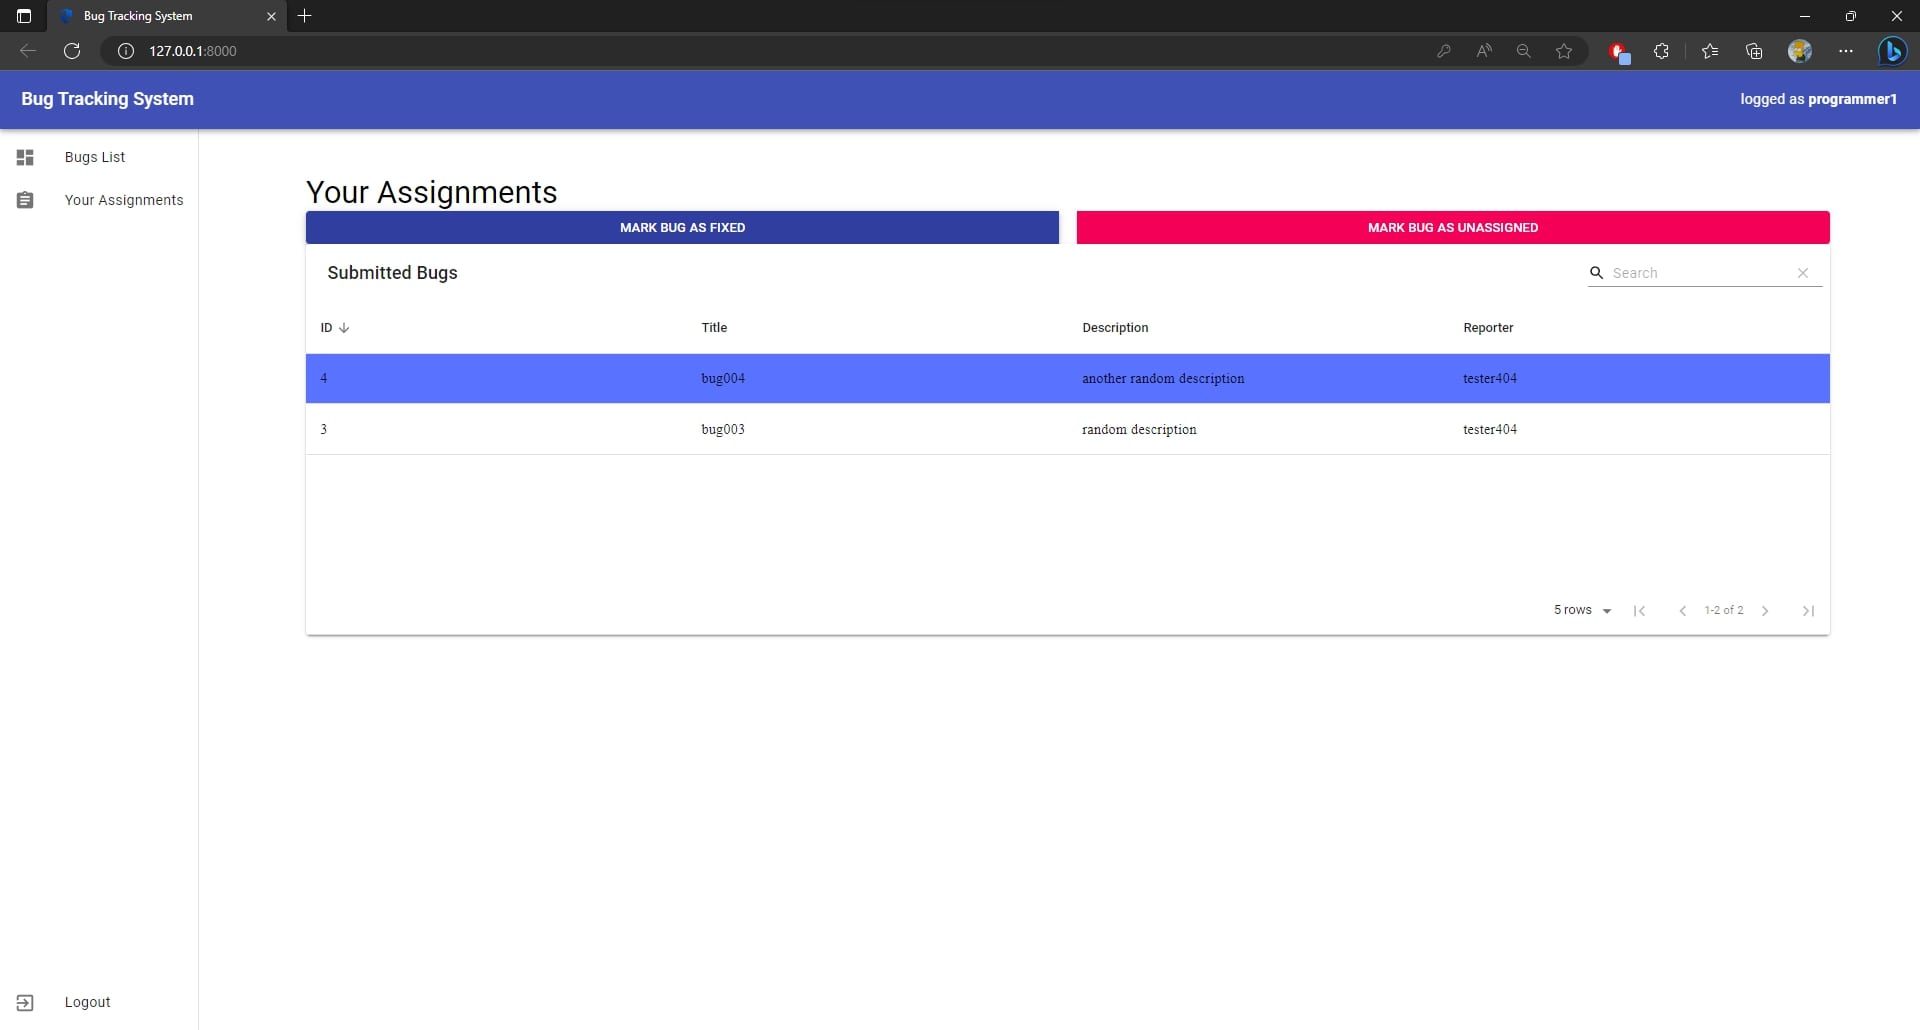 Bug Tracking System
127.0.0.1:8000
Bug Tracking System
logged as programmer1
Bugs List
Your Assignments
Your Assignments
MARK BUG AS FIXED
MARK BUG AS UNASSIGNED
Submitted Bugs
Search
ID Title Description Reporter
4 bug004 another random description tester404
3 bug003 random description tester404
5 rows 1-2 of 2
Logout